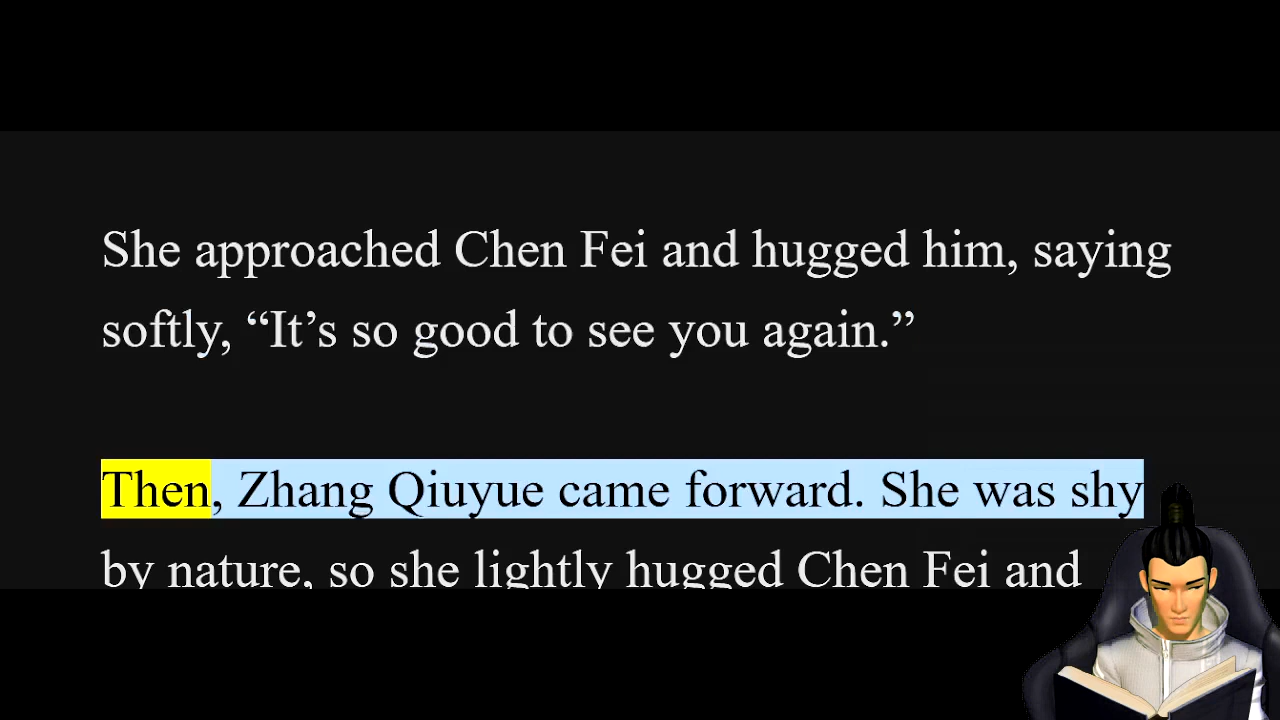 She approached Chen Fei and hugged him, saying
softly, “It’s so good to see you again.”
Then, Zhang Qiuyue came forward. She was shy
by nature, so she lightly hugged Chen Fei and